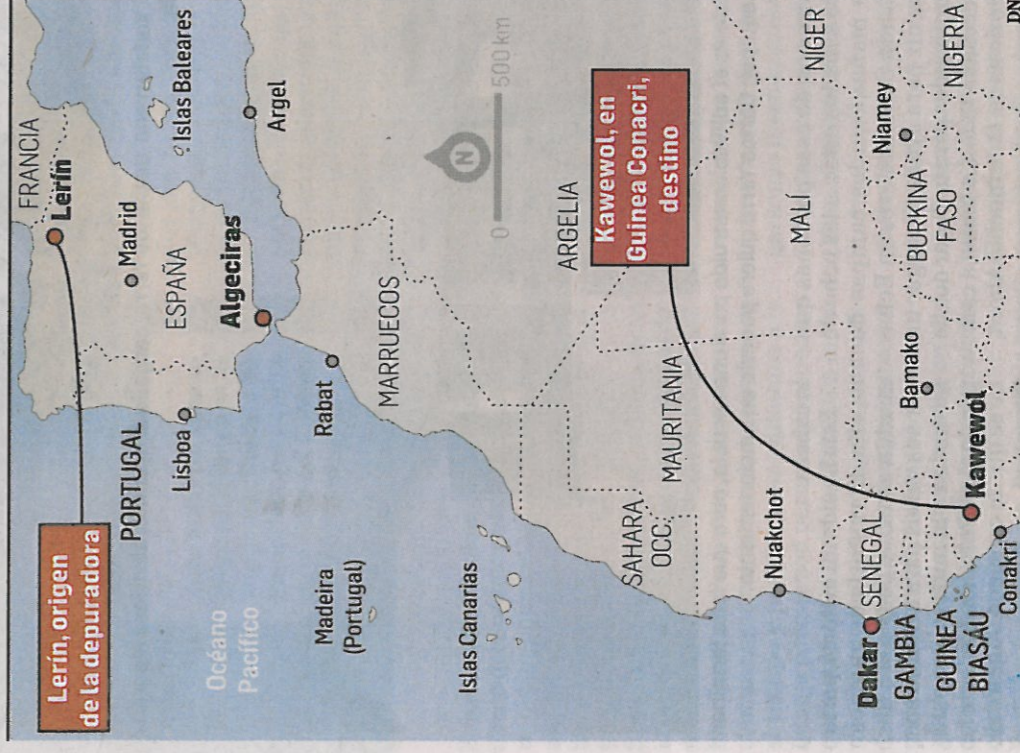 Lerín, origen
de la depuradora
FRANCIA
Lerín
Madrid
Islas Baleares
PORTUGAL
ESPAÑA
Lisboa
Algeciras
Argel
Océano
Pacífico
Rabat
Madeira
(Portugal)
MARRUECOS
N
0
500 km
Islas Canarias
ARGELIA
Kawewol, en
Guinea Conacri,
destino
SAHARA
OCC.
MAURITANIA
MALÍ
NÍGER
Nuakchot
Dakar
SENEGAL
GAMBIA
Bamako
Niamey
BURKINA
FASO
GUINEA
BIASÁU
Kawewol
Conakri
NIGERIA
DN